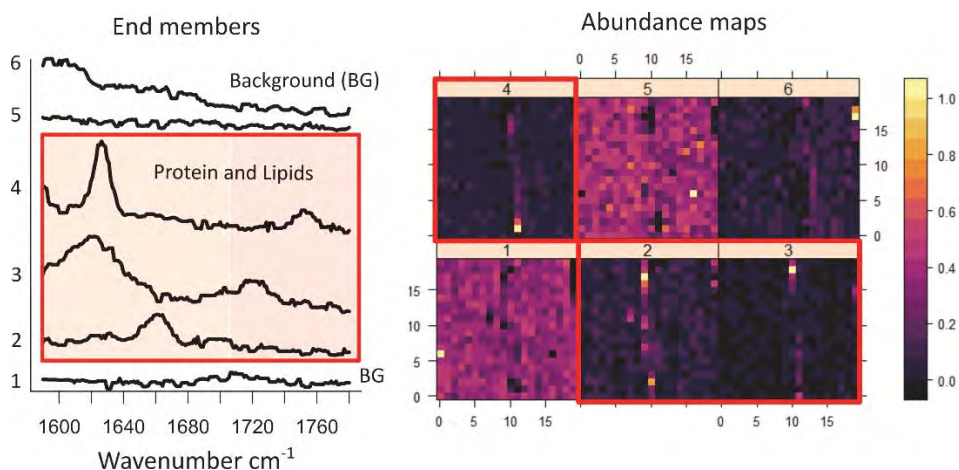 End members
6
Background (BG)
5
Protein and Lipids
4
3
2
1
BG
1600 1640 1680 1720 1760
Wavenumber cm-1
Abundance maps
0 5 10 15
4
5
6
15
10
5
0
1
2
3
15
10
5
0
0 5 10 15
0 5 10 15
1.0
0.8
0.6
0.4
0.2
0.0